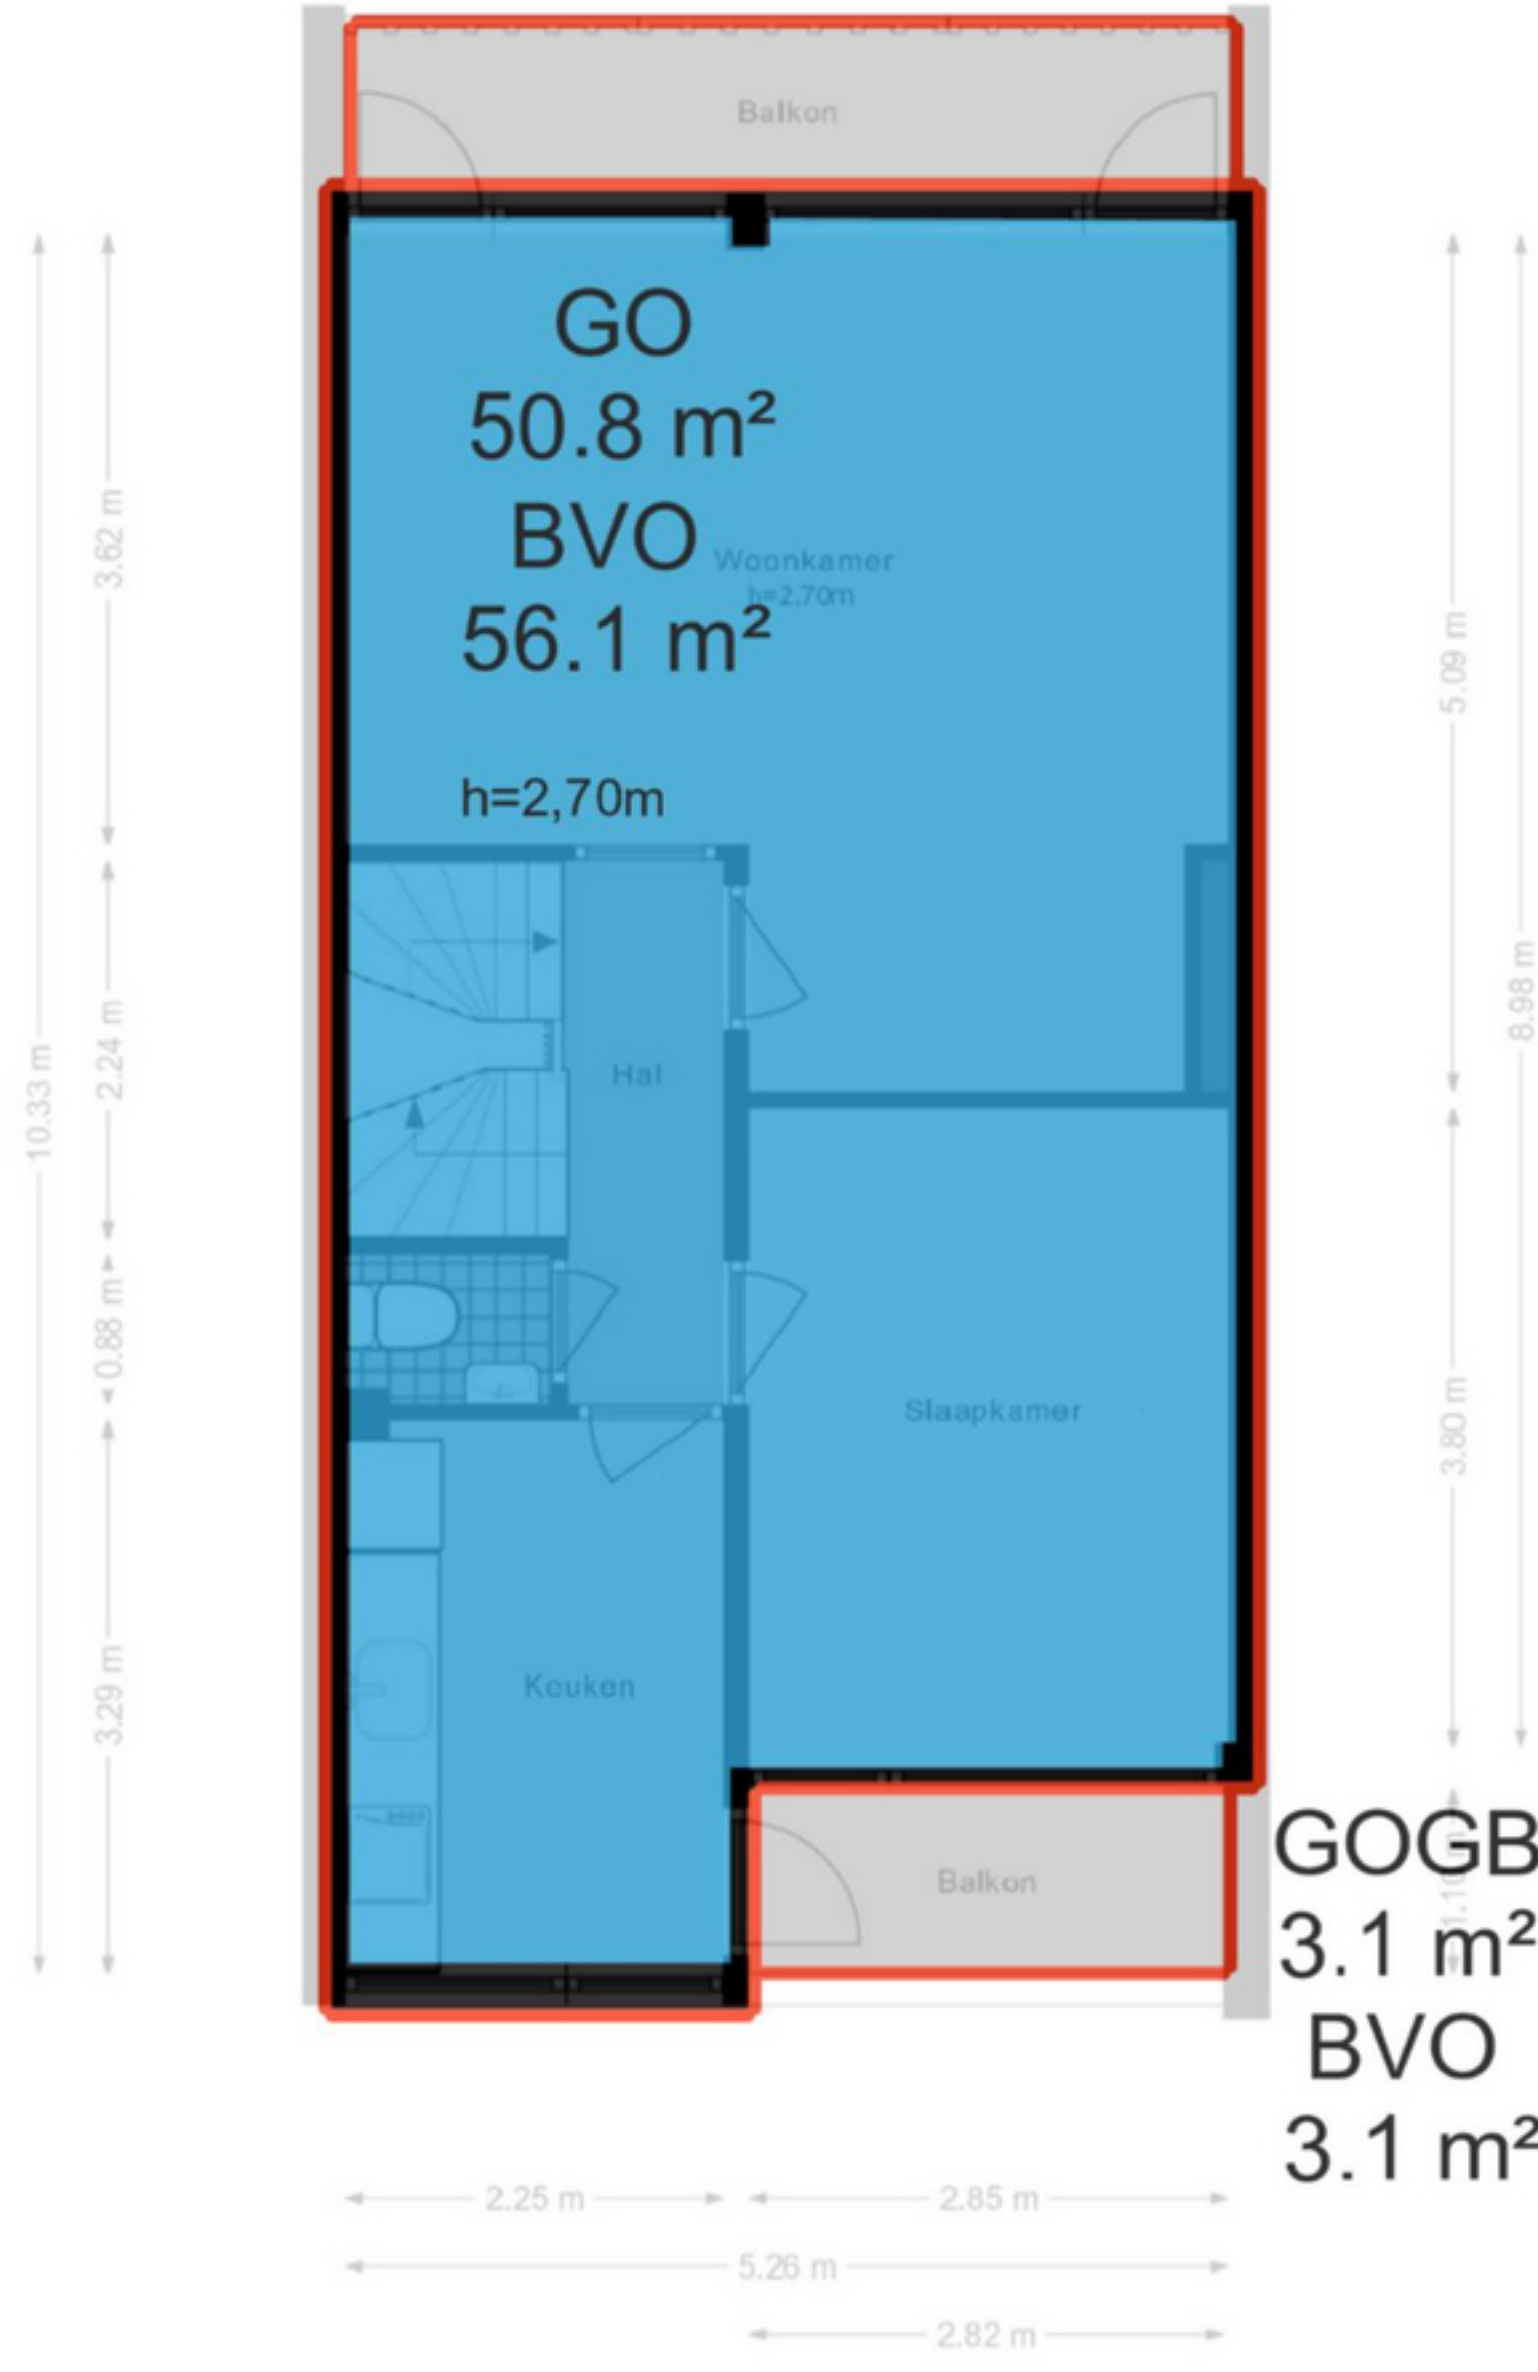 Balkon
GO
50.8 m²
BVO
56.1 m²
Woonkamer
h=2,70m
h=2,70m
3.62 m
5.09 m
8.98 m
Hal
2.24 m
10.33 m
0.88 m
Slaapkamer
3.80 m
Keuken
3.29 m
Balkon
1.10 m
GOGB
3.1 m²
BVO
3.1 m²
2.25 m
2.85 m
5.26 m
2.82 m